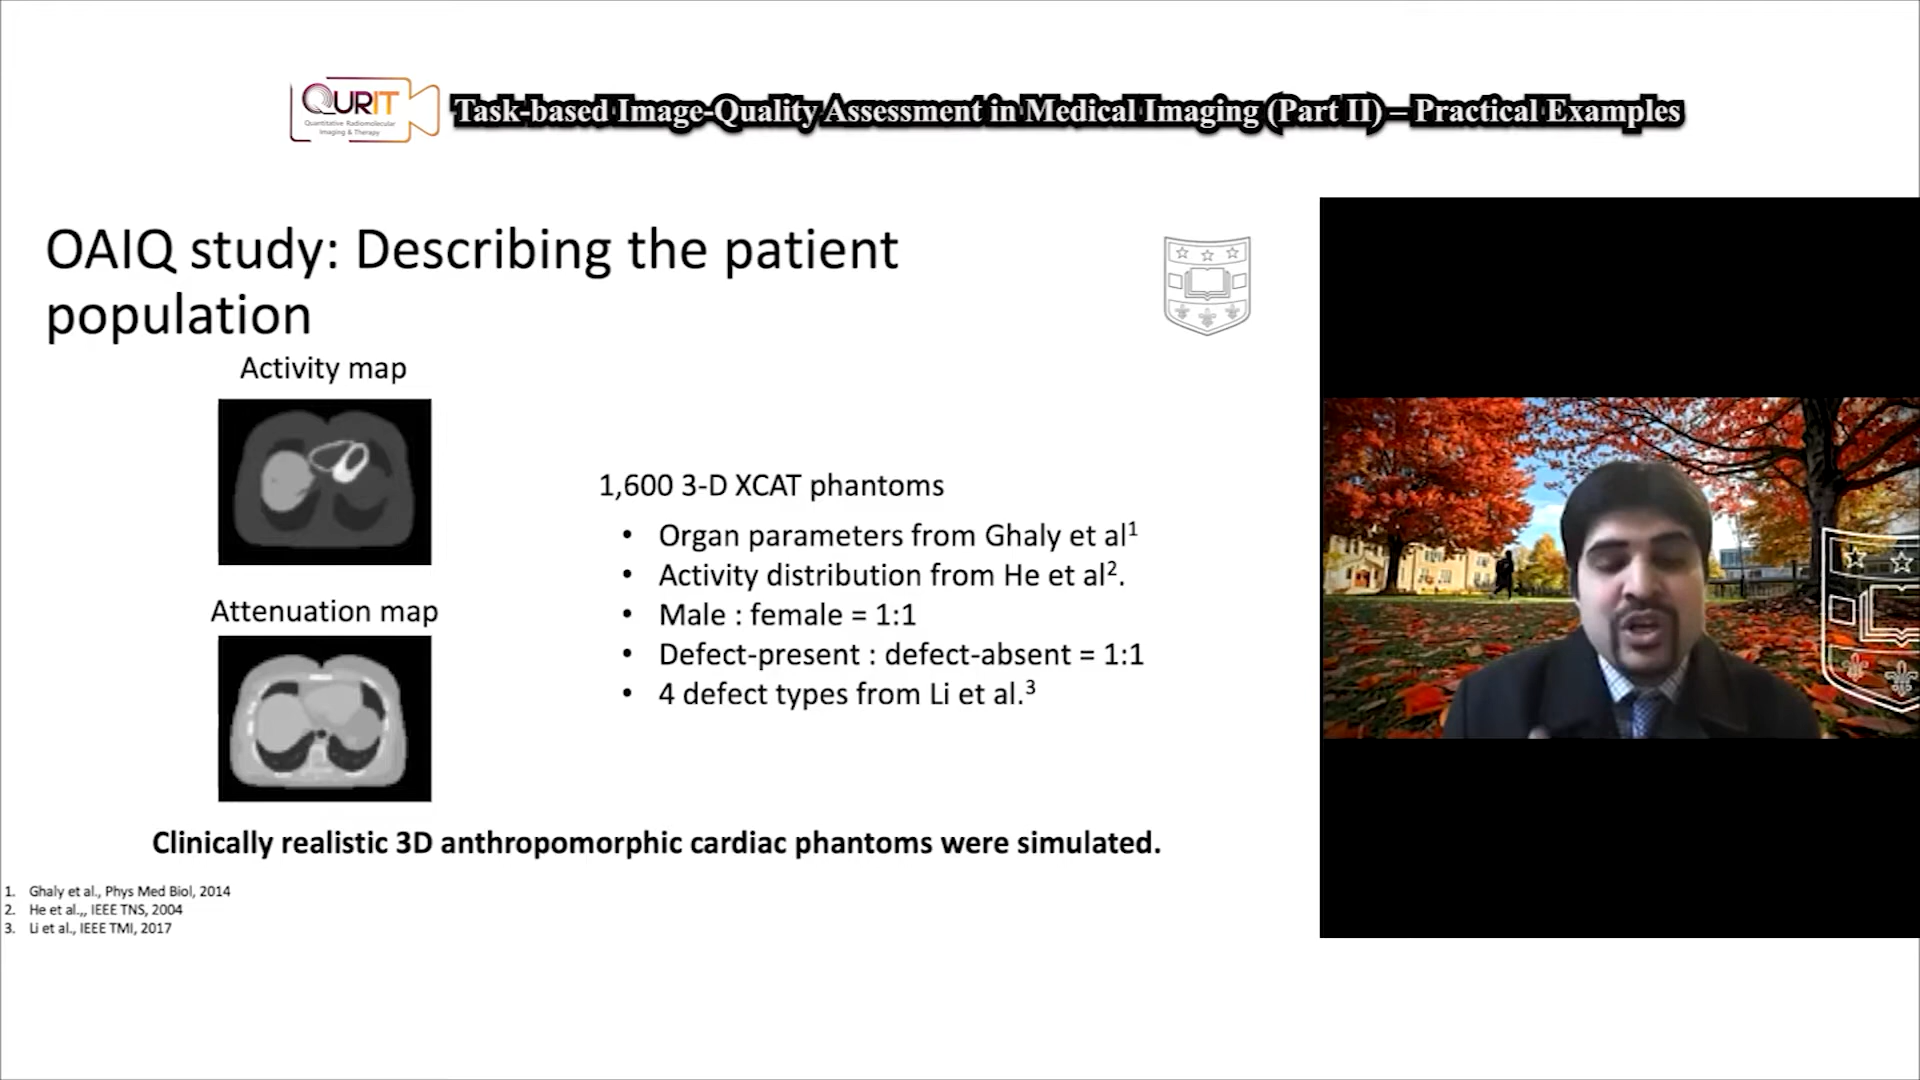 QURIT
Quantitative Radiomolecular
Imaging & Therapy
Task-based Image-Quality Assessment in Medical Imaging (Part II) – Practical Examples
OAIQ study: Describing the patient
population
Activity map
Attenuation map
1,600 3-D XCAT phantoms
• Organ parameters from Ghaly et al1
• Activity distribution from He et al2.
• Male : female = 1:1
• Defect-present : defect-absent = 1:1
• 4 defect types from Li et al.3
Clinically realistic 3D anthropomorphic cardiac phantoms were simulated.
1. Ghaly et al., Phys Med Biol, 2014
2. He et al.,, IEEE TNS, 2004
3. Li et al., IEEE TMI, 2017